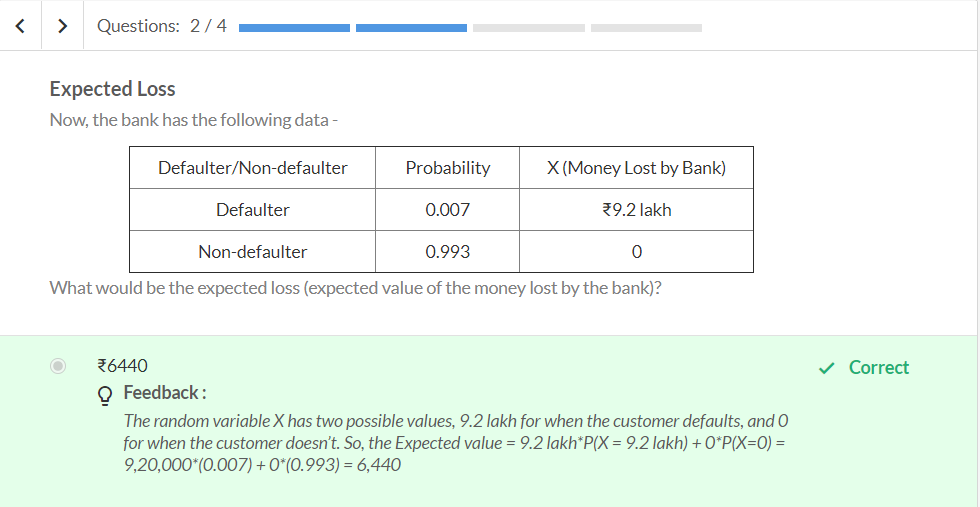 Questions: 2 / 4
Expected Loss
Now, the bank has the following data -
Defaulter/Non-defaulter Probability X (Money Lost by Bank)
Defaulter 0.007 ₹9.2 lakh
Non-defaulter 0.993 0
What would be the expected loss (expected value of the money lost by the bank)?
₹6440
Correct
Feedback :
The random variable X has two possible values, 9.2 lakh for when the customer defaults, and 0
for when the customer doesn't. So, the Expected value = 9.2 lakh*P(X = 9.2 lakh) + 0*P(X=0) =
9,20,000*(0.007) + 0*(0.993) = 6,440